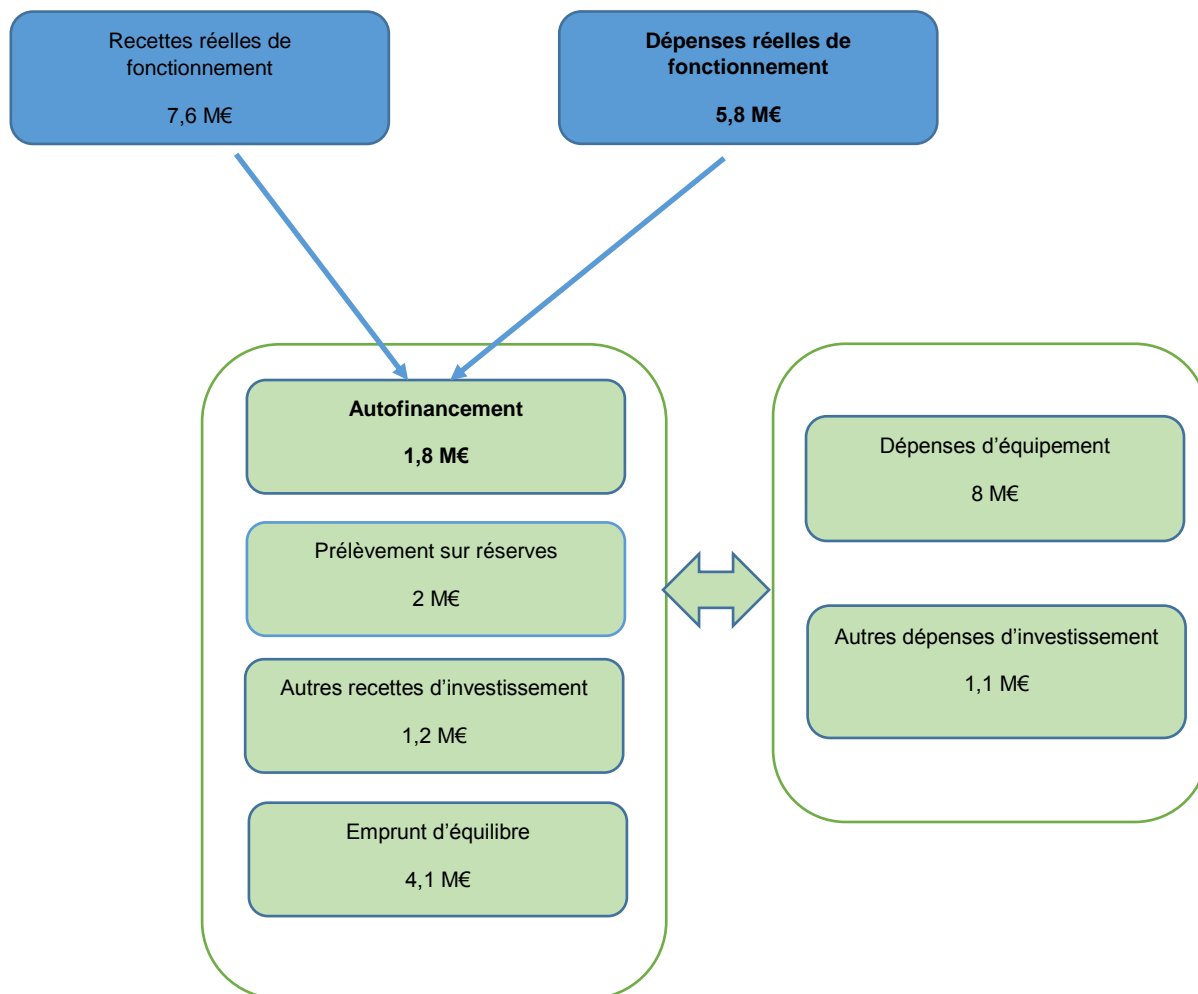 Recettes réelles de
fonctionnement
7,6 M€
Dépenses réelles de
fonctionnement
5,8 M€
Autofinancement
1,8 M€
Prélèvement sur réserves
2 M€
Autres recettes d’investissement
1,2 M€
Emprunt d’équilibre
4,1 M€
Dépenses d’équipement
8 M€
Autres dépenses d’investissement
1,1 M€